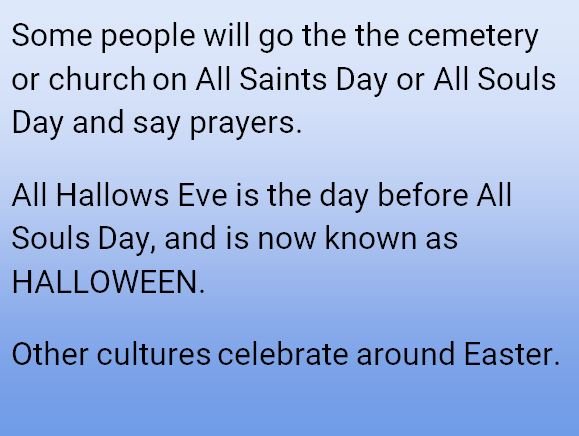 Some people will go the the cemetery
or church on All Saints Day or All Souls
Day and say prayers.
All Hallows Eve is the day before All
Souls Day, and is now known as
HALLOWEEN.
Other cultures celebrate around Easter.